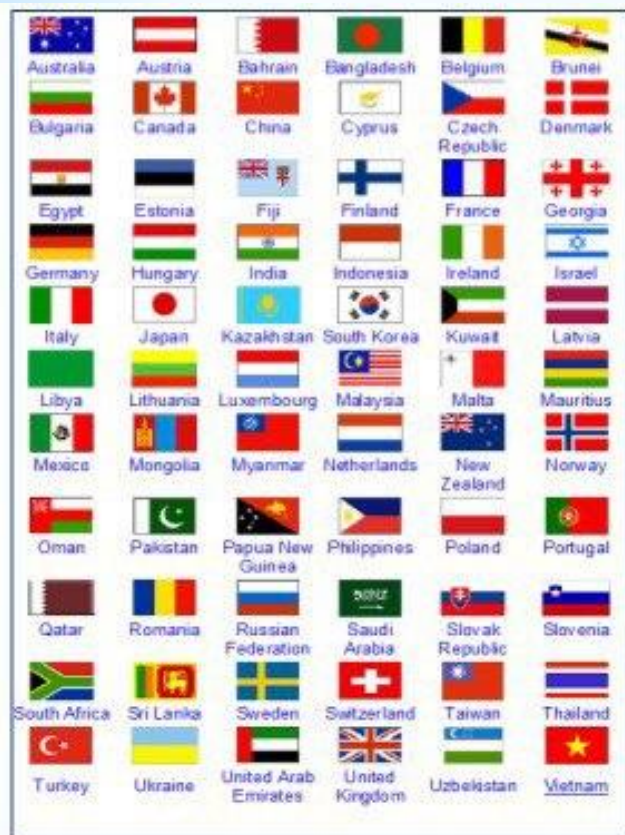 Australia Austria Bahrain Bangladesh Belgium Brunei
Bulgaria Canada China Cyprus Czech Republic Denmark
Egypt Estonia Fiji Finland France Georgia
Germany Hungary India Indonesia Ireland Israel
Italy Japan Kazakhstan South Korea Kuwait Latvia
Libya Lithuania Luxembourg Malaysia Malta Mauritius
Mexico Mongolia Myanmar Netherlands New Zealand Norway
Oman Pakistan Papua New Guinea Philippines Poland Portugal
Qatar Romania Russian Federation Saudi Arabia Slovak Republic Slovenia
South Africa Sri Lanka Sweden Switzerland Taiwan Thailand
Turkey Ukraine United Arab Emirates United Kingdom Uzbekistan Vietnam